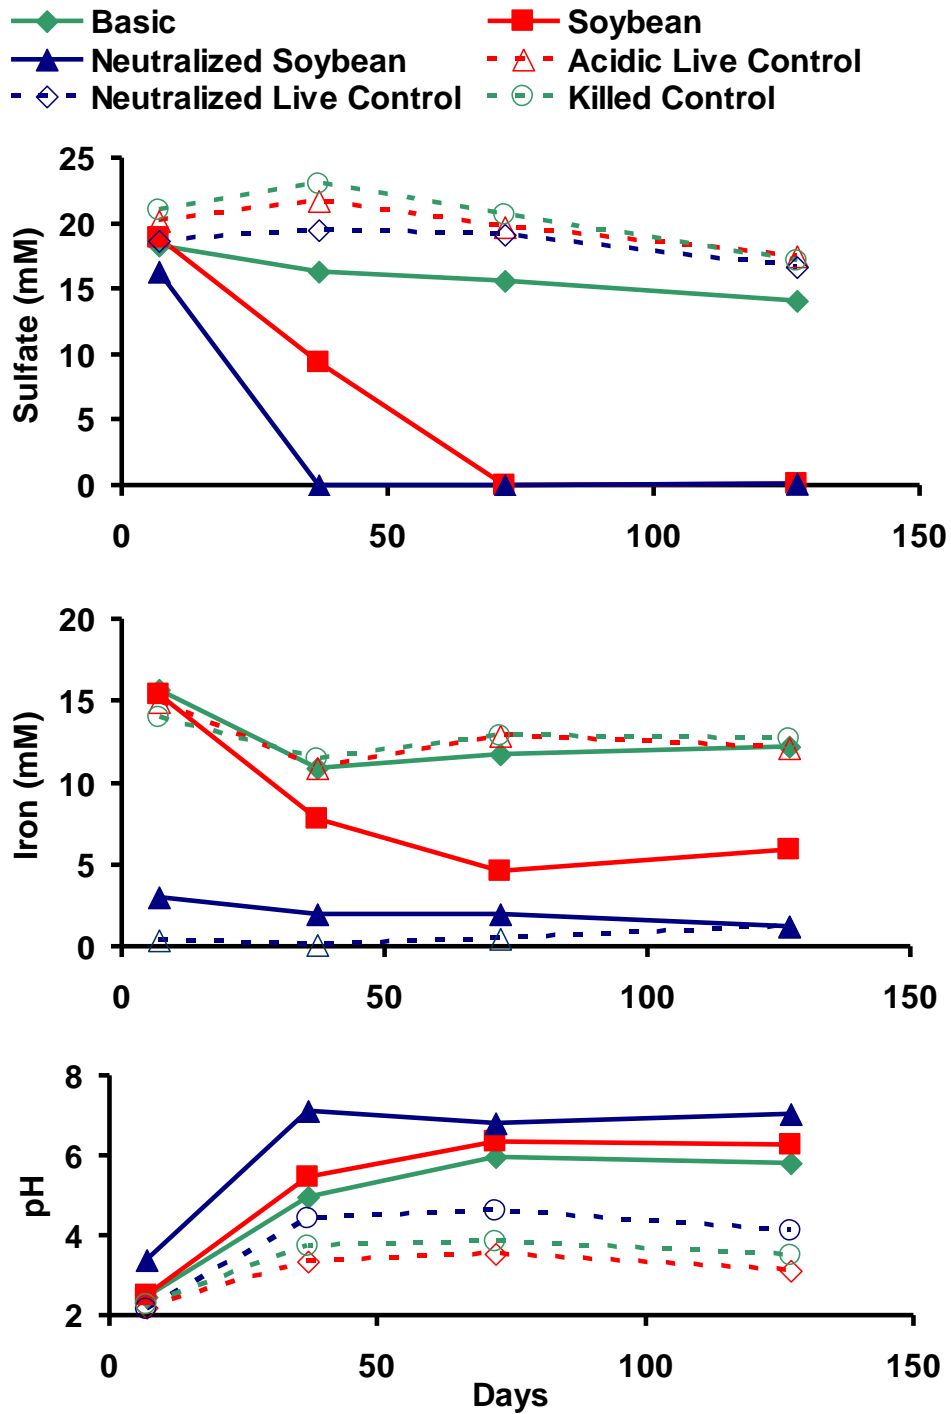 Basic Soybean
Neutralized Soybean Acidic Live Control
Neutralized Live Control Killed Control
25
20
15
10
5
0
Sulfate (mM)
0 50 100 150
20
15
10
5
0
Iron (mM)
0 50 100 150
8
6
4
2
pH
0 50 100 150
Days